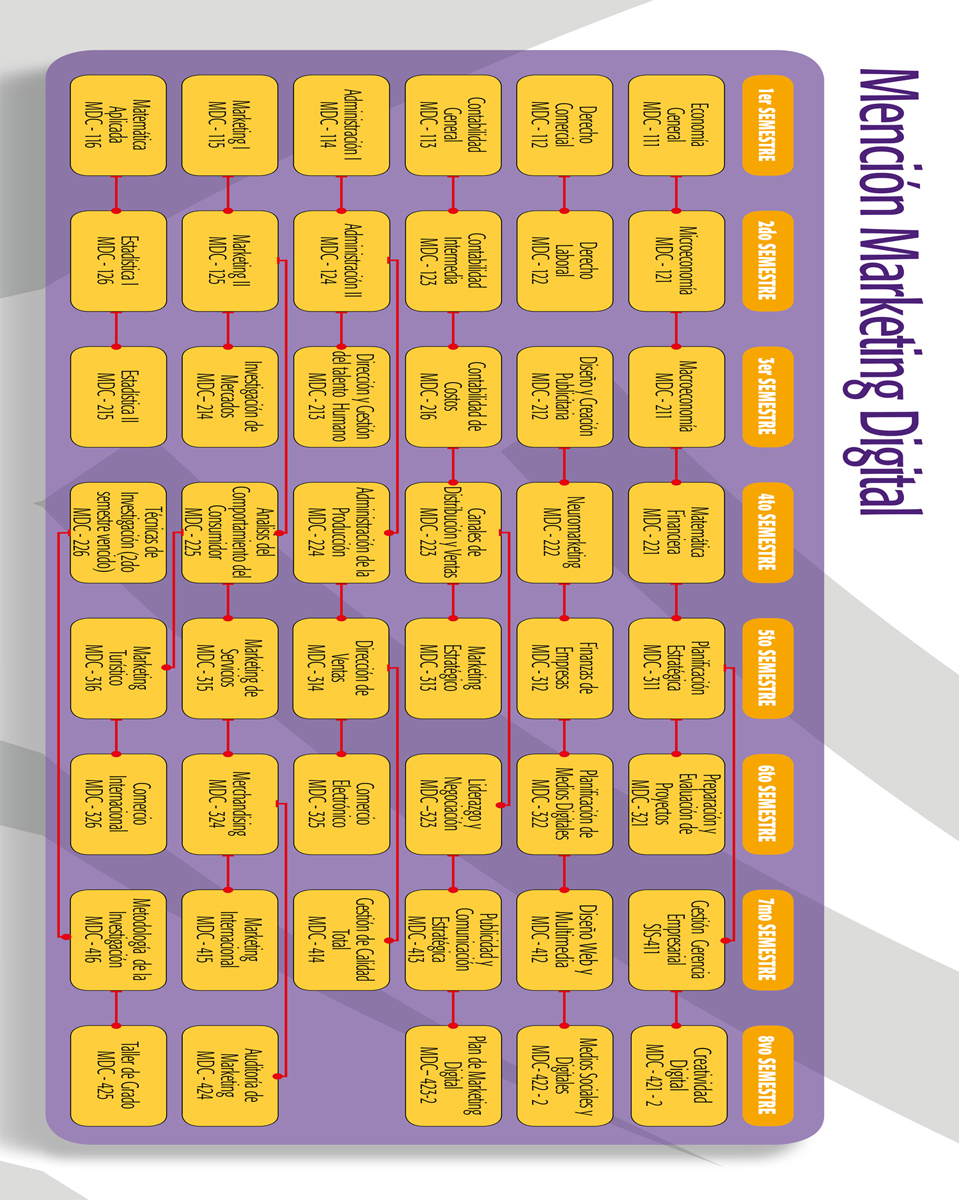 Mención Marketing Digital
1er SEMESTRE
Economía
General
MDC - 111
Derecho
Comercial
MDC - 112
Contabilidad
General
MDC - 113
Administración I
MDC - 114
Marketing I
MDC - 115
Matemática
Aplicada
MDC - 116
2do SEMESTRE
Microeconomía
MDC - 121
Derecho
Laboral
MDC - 122
Contabilidad
Intermedia
MDC - 123
Administración II
MDC - 124
Marketing II
MDC - 125
Estadística I
MDC - 126
3er SEMESTRE
Macroeconomía
MDC - 211
Diseño y Creación
Publicitaria
MDC - 212
Contabilidad de
Costos
MDC - 216
Dirección y Gestión
del talento Humano
MDC - 213
Investigación de
Mercados
MDC - 214
Estadística II
MDC - 215
4to SEMESTRE
Matemática
Financiera
MDC - 221
Neuromarketing
MDC - 222
Canales de
Distribución y Ventas
MDC - 223
Administración de la
Producción
MDC - 224
Analisis del
Comportamiento del
Consumidor
MDC - 225
Técnicas de
Investigación (2do
semestre vencido)
MDC - 226
5to SEMESTRE
Planificación
Estratégica
MDC - 311
Finanzas de
Empresas
MDC - 312
Marketing
Estratégico
MDC - 313
Dirección de
Ventas
MDC - 314
Marketing de
Servicios
MDC - 315
Marketing
Turístico
MDC - 316
6to SEMESTRE
Preparación y
Evaluación de
Proyectos
MDC - 321
Planificación de
Medios Digitales
MDC - 322
Liderazgo y
Negociación
MDC -323
Comercio
Electrónico
MDC - 325
Merchandising
MDC - 324
Comercio
Internacional
MDC - 326
7mo SEMESTRE
Gestión Gerencia
Empresarial
SIS-411
Diseño Web y
Multimedia
MDC - 412
Publicidad y
Comunicación
Estratégica
MDC - 413
Gestión de Calidad
Total
MDC - 414
Marketing
Internacional
MDC - 415
Metodología de la
Investigación
MDC - 416
8vo SEMESTRE
Creatividad
Digital
MDC - 421 - 2
Medios Sociales y
Digitales
MDC - 422 - 2
Plan de Marketing
Digital
MDC - 423-2
Auditoría de
Marketing
MDC - 424
Taller de Grado
MDC - 425